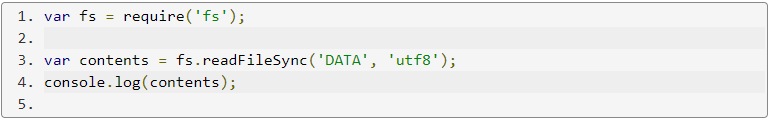 1. var fs = require('fs');
2.
3. var contents = fs.readFileSync('DATA', 'utf8');
4. console.log(contents);
5.